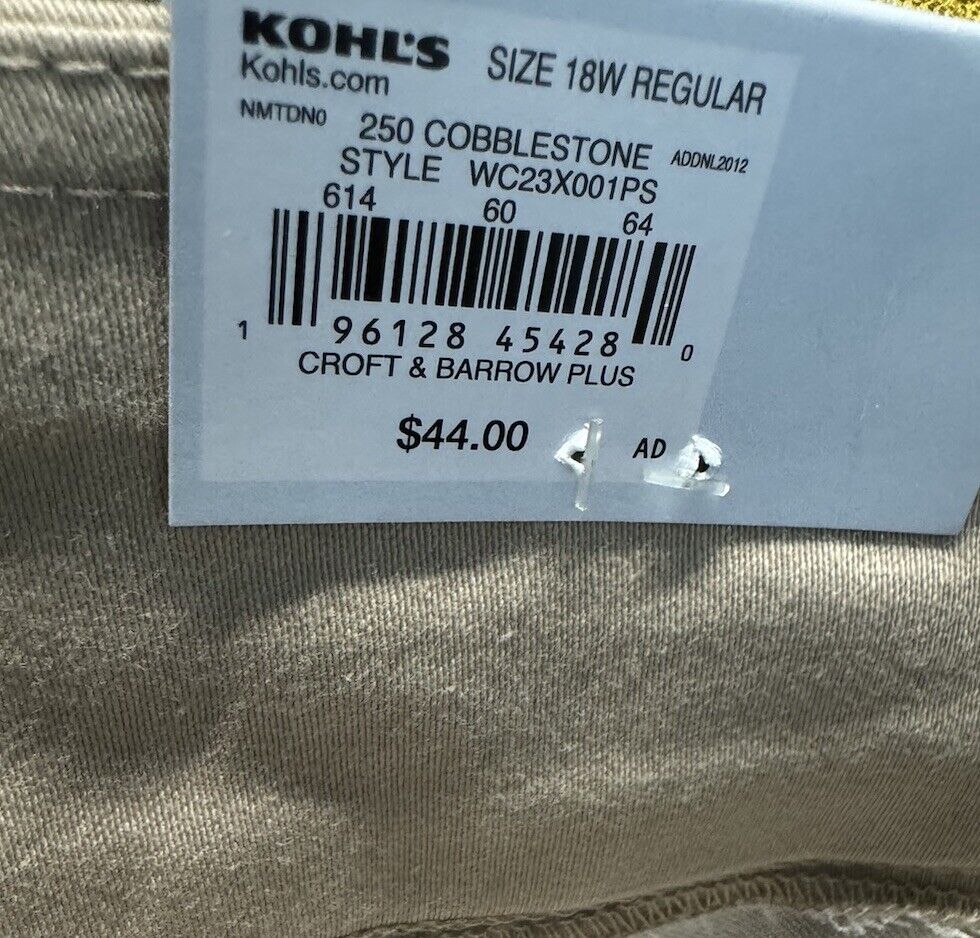 KOHL'S SIZE 18W REGULAR
Kohls.com
NMTDN0 250 COBBLESTONE ADDNL2012
STYLE WC23X001PS
614 60 64
1 96128 45428 0
CROFT & BARROW PLUS
$44.00 AD